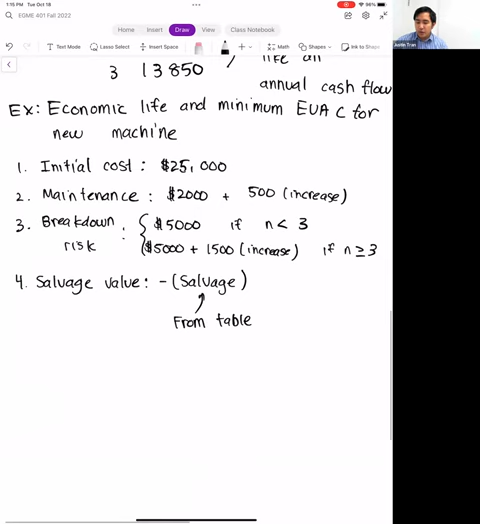 1:15 PM Tue Oct 18
96%
EGME 401 Fall 2022
Home Insert Draw View Class Notebook
Text Mode Lasso Select Insert Space Math Shapes Ink to Shape
Justin Tran
3 13850
annual cash flow
Ex: Economic life and minimum EUAC for
new machine
1. Initial cost: $25,000
2. Maintenance: $2000 + 500 (increase)
3. Breakdown : { $5000 if n < 3
risk $5000 + 1500 (increase) if n ≥ 3
4. Salvage value: - (Salvage)
From table